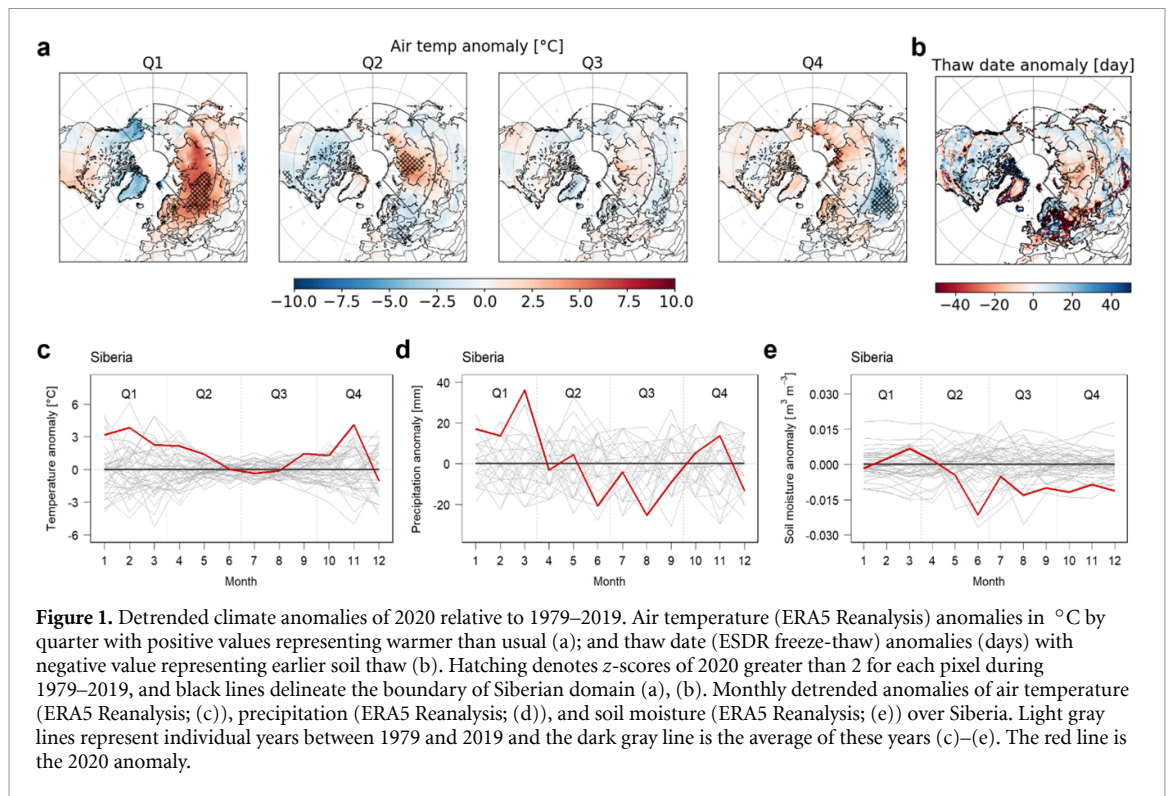 a
Air temp anomaly [°C]
b
Q1
Q2
Q3
Q4
Thaw date anomaly [day]
−10.0 −7.5 −5.0 −2.5 0.0 2.5 5.0 7.5 10.0
−40 −20 0 20 40
c
Siberia
Temperature anomaly [°C]
Q1 Q2 Q3 Q4
6
3
0
-3
-6
1 2 3 4 5 6 7 8 9 10 11 12
Month
d
Siberia
Precipitation anomaly [mm]
Q1 Q2 Q3 Q4
40
20
0
-20
1 2 3 4 5 6 7 8 9 10 11 12
Month
e
Siberia
Soil moisture anomaly [m³ m⁻³]
Q1 Q2 Q3 Q4
0.030
0.015
0.000
-0.015
-0.030
1 2 3 4 5 6 7 8 9 10 11 12
Month
Figure 1. Detrended climate anomalies of 2020 relative to 1979–2019. Air temperature (ERA5 Reanalysis) anomalies in °C by
quarter with positive values representing warmer than usual (a); and thaw date (ESDR freeze-thaw) anomalies (days) with
negative value representing earlier soil thaw (b). Hatching denotes z-scores of 2020 greater than 2 for each pixel during
1979–2019, and black lines delineate the boundary of Siberian domain (a), (b). Monthly detrended anomalies of air temperature
(ERA5 Reanalysis; (c)), precipitation (ERA5 Reanalysis; (d)), and soil moisture (ERA5 Reanalysis; (e)) over Siberia. Light gray
lines represent individual years between 1979 and 2019 and the dark gray line is the average of these years (c)–(e). The red line is
the 2020 anomaly.